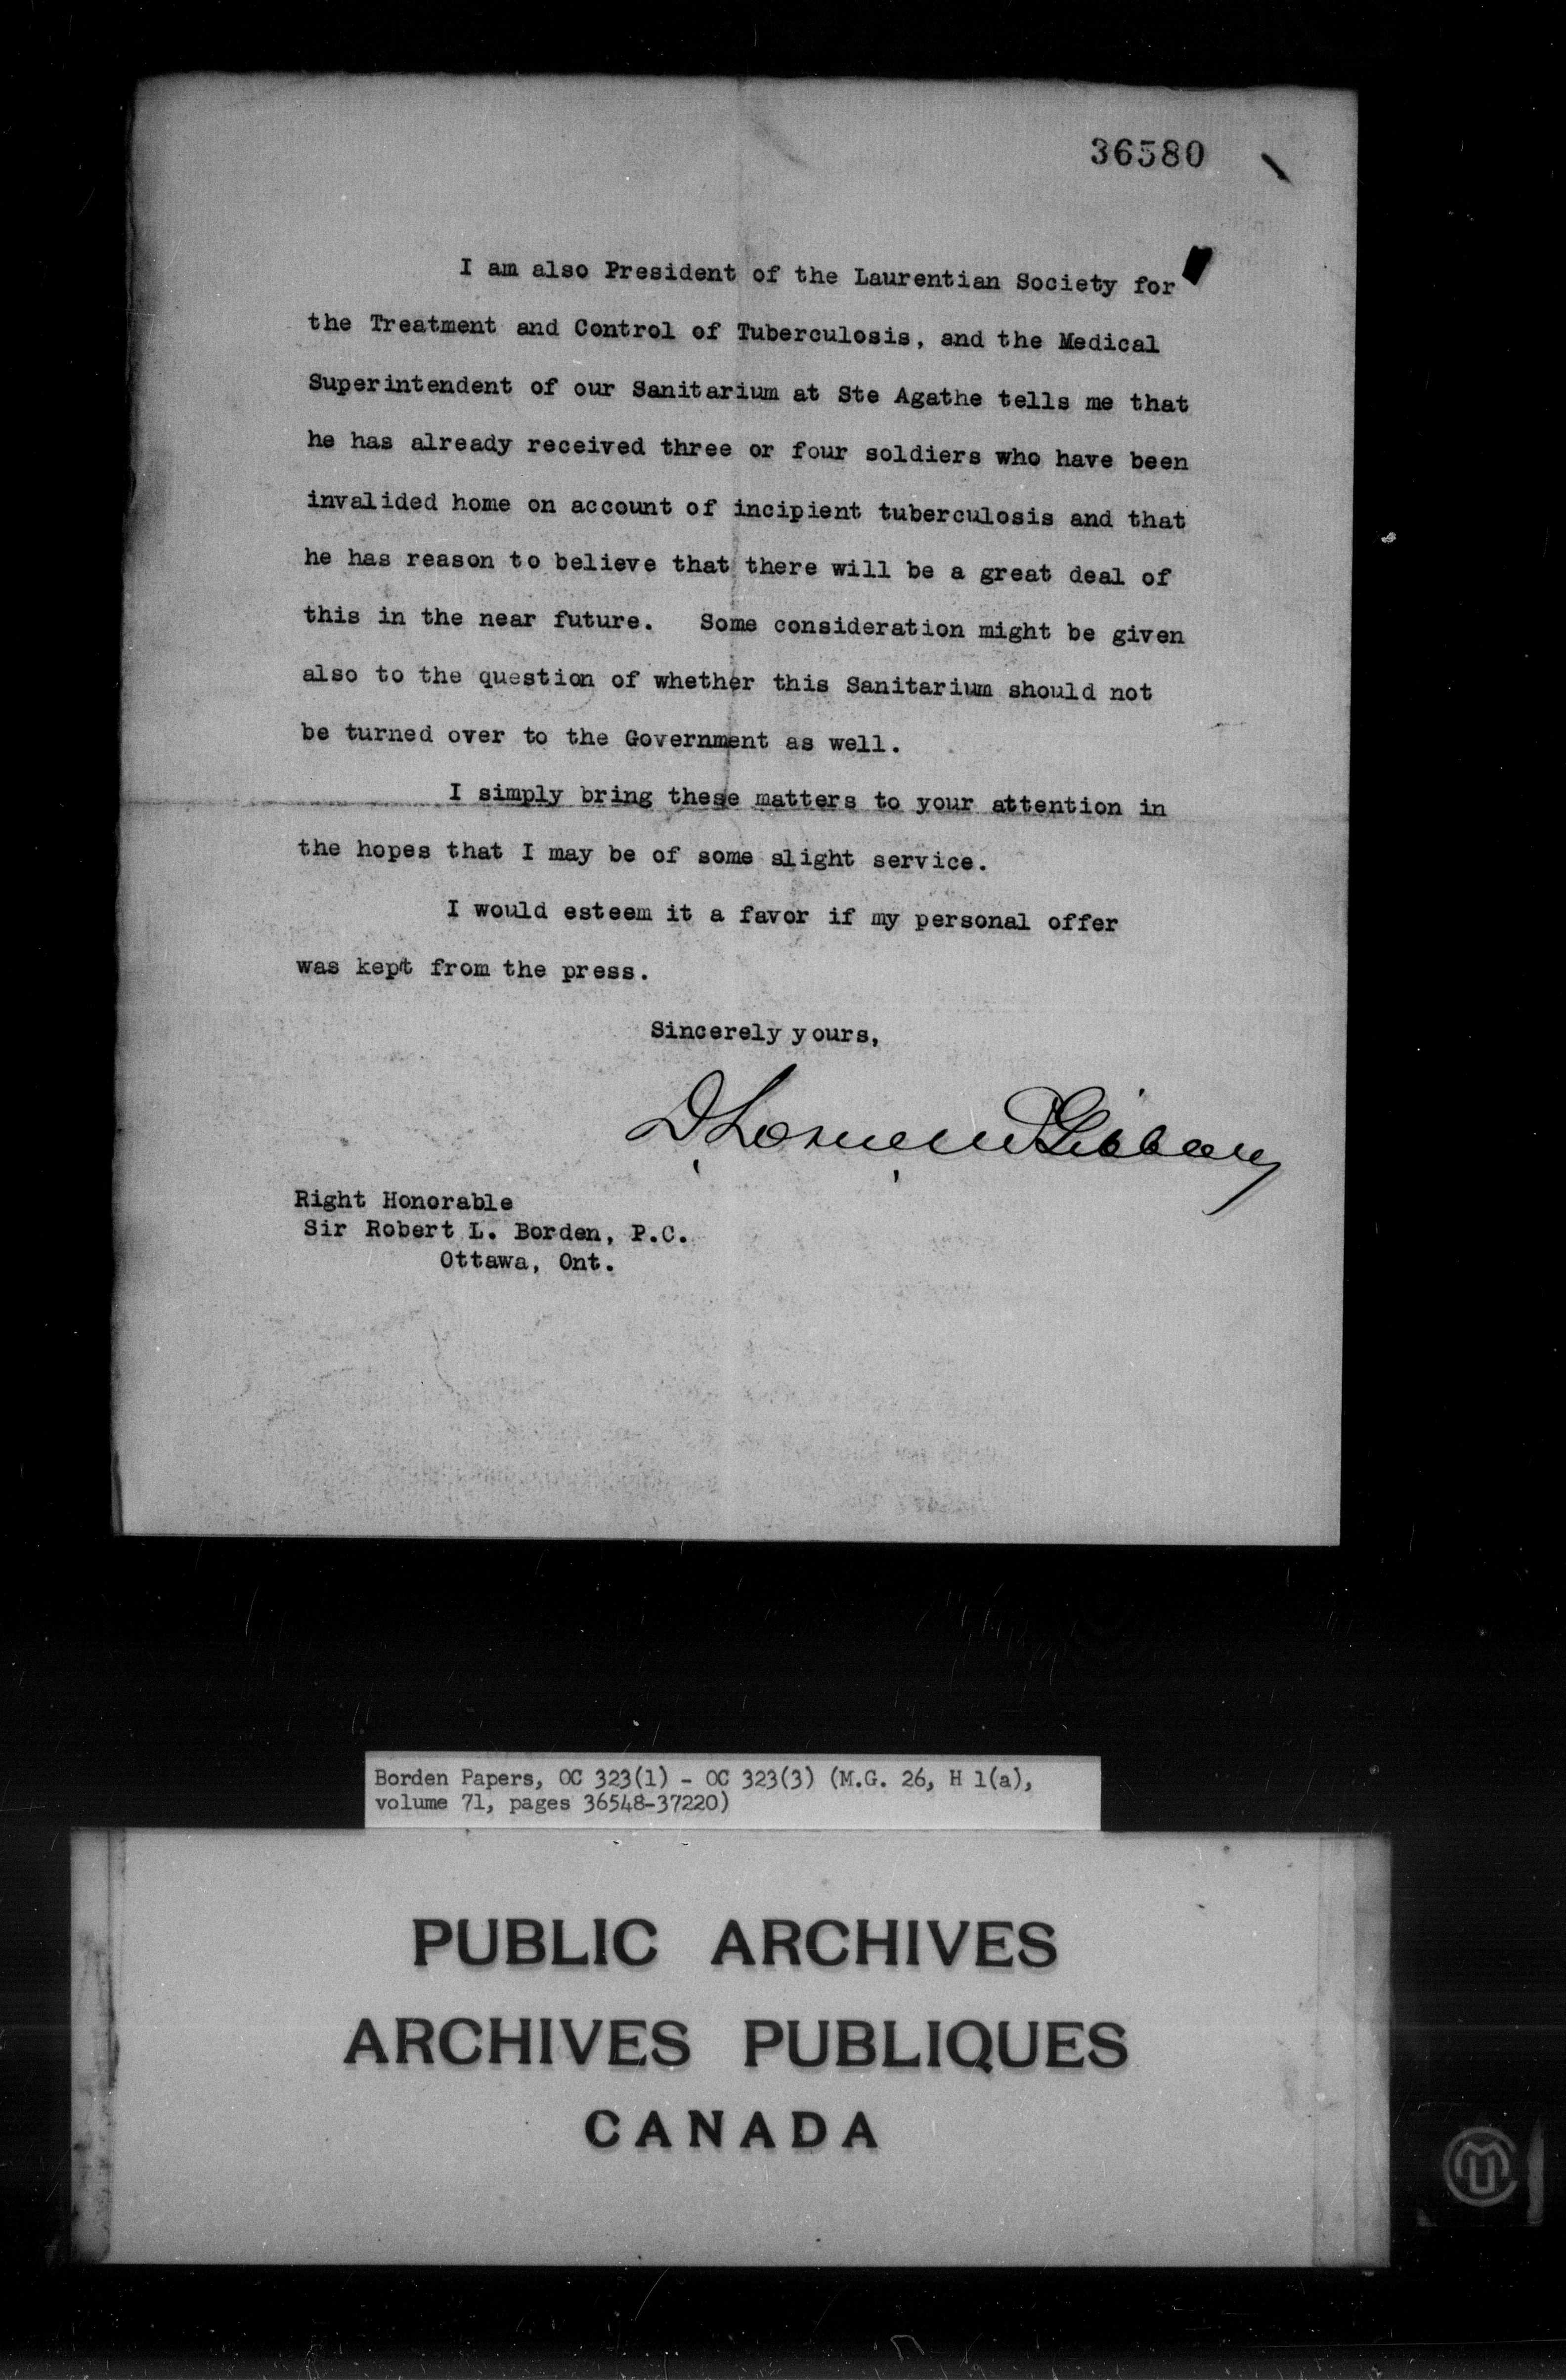 36580
I am also President of the Laurentian Society for
the Treatment and Control of Tuberculosis, and the Medical
Superintendent of our Sanitarium at Ste Agathe tells me that
he has already received three or four soldiers who have been
invalided home on account of incipient tuberculosis and that
he has reason to believe that there will be a great deal of
this in the near future. Some consideration might be given
also to the question of whether this Sanitarium should not
be turned over to the Government as well.
I simply bring these matters to your attention in
the hopes that I may be of some slight service.
I would esteem it a favor if my personal offer
was kept from the press.
Sincerely yours,
D. Lorne McGibbon
Right Honorable
Sir Robert L. Borden, P.C.
Ottawa, Ont.
Borden Papers, OC 323(1) - OC 323(3) (M.G. 26, H 1(a),
volume 71, pages 36548-37220)
PUBLIC ARCHIVES
ARCHIVES PUBLIQUES
CANADA